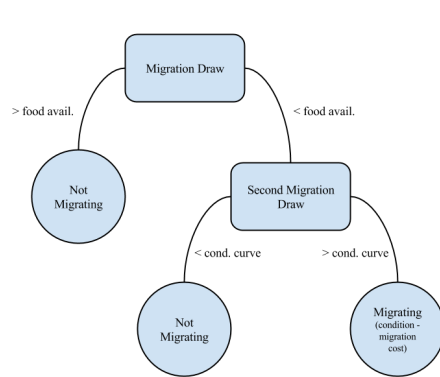 Migration Draw
> food avail.
< food avail.
Not
Migrating
Second Migration
Draw
< cond. curve
> cond. curve
Not
Migrating
Migrating
(condition -
migration
cost)